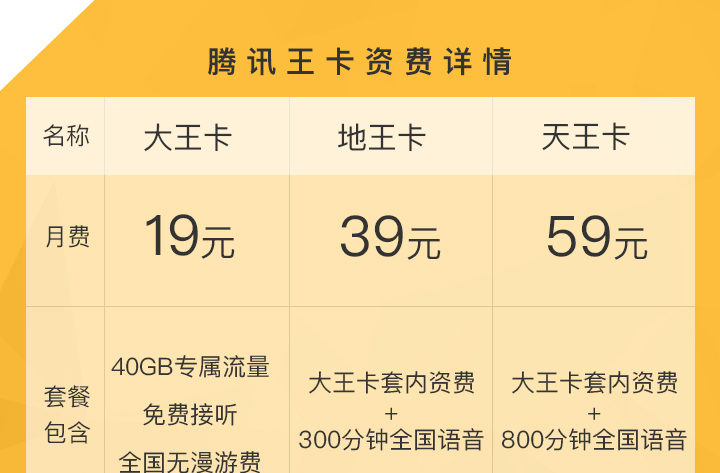 腾讯王卡资费详情
名称 大王卡 地王卡 天王卡
月费 19元 39元 59元
套餐
包含
40GB专属流量
免费接听
全国无漫游费
大王卡套内资费
+
300分钟全国语音
大王卡套内资费
+
800分钟全国语音